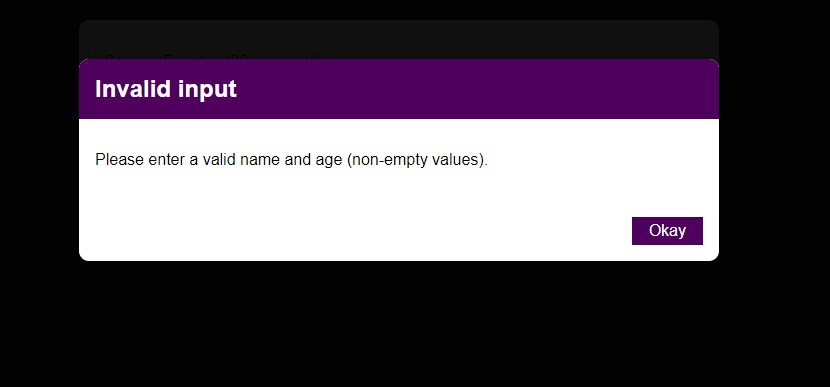 Invalid input
Please enter a valid name and age (non-empty values).
Okay